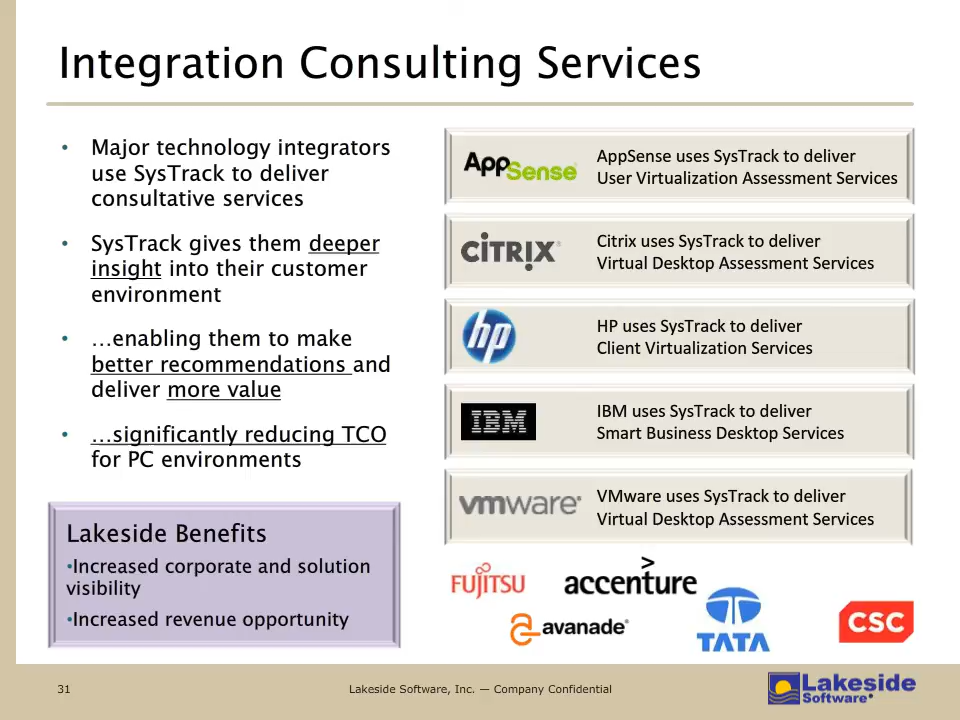 Integration Consulting Services
• Major technology integrators
use SysTrack to deliver
consultative services
• SysTrack gives them deeper
insight into their customer
environment
• …enabling them to make
better recommendations and
deliver more value
• …significantly reducing TCO
for PC environments
Lakeside Benefits
•Increased corporate and solution
visibility
•Increased revenue opportunity
AppSense
AppSense uses SysTrack to deliver
User Virtualization Assessment Services
CITRIX®
Citrix uses SysTrack to deliver
Virtual Desktop Assessment Services
hp
HP uses SysTrack to deliver
Client Virtualization Services
IBM
IBM uses SysTrack to deliver
Smart Business Desktop Services
vmware®
VMware uses SysTrack to deliver
Virtual Desktop Assessment Services
FUJITSU
accenture
avanade®
TATA
CSC
31
Lakeside Software, Inc. — Company Confidential
Lakeside
Software